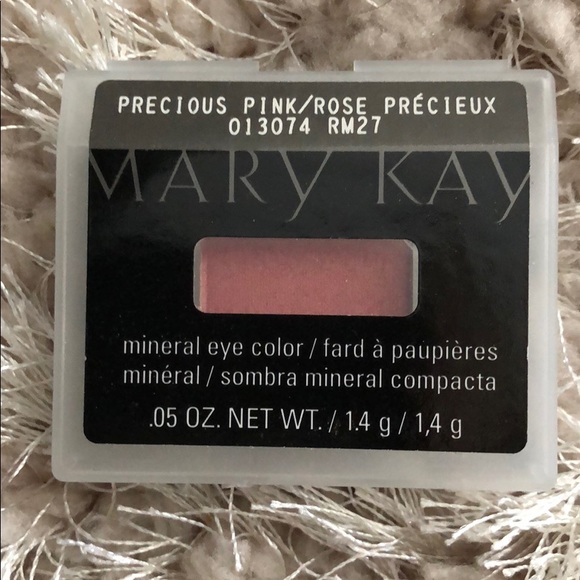 PRECIOUS PINK/ROSE PRÉCIEUX
013074 RM27
MARY KAY
mineral eye color / fard à paupières
minéral / sombra mineral compacta
.05 OZ. NET WT. / 1.4 g / 1,4 g